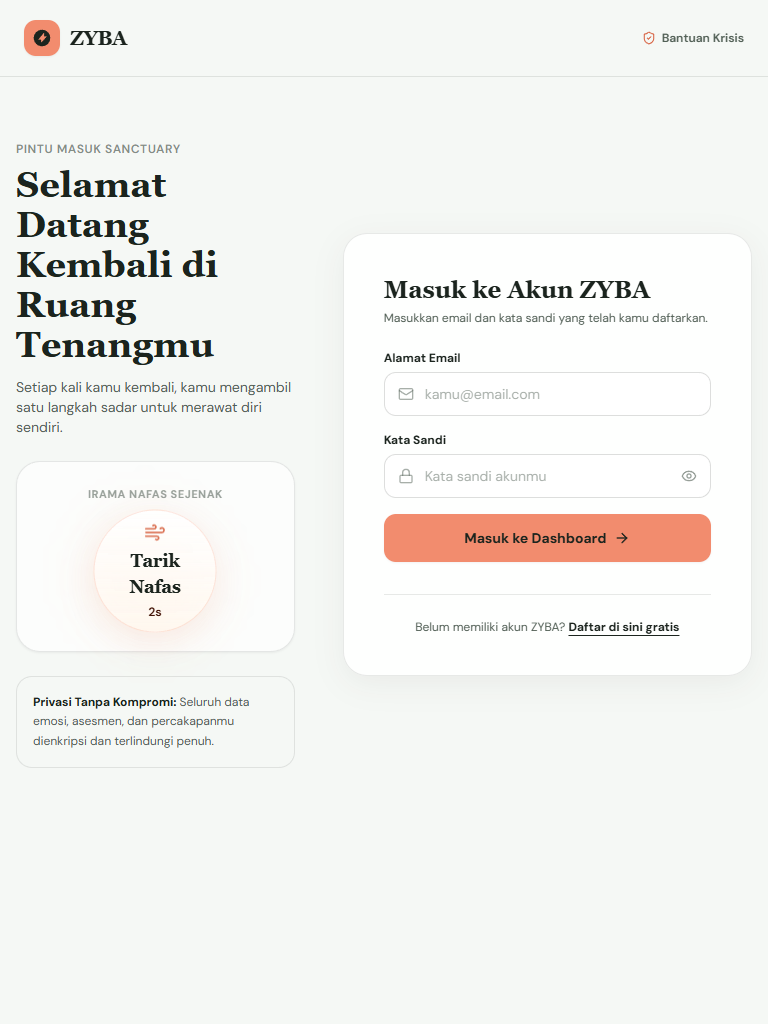 ZYBA
Bantuan Krisis
PINTU MASUK SANCTUARY
Selamat
Datang
Kembali di
Ruang
Tenangmu
Setiap kali kamu kembali, kamu mengambil
satu langkah sadar untuk merawat diri
sendiri.
IRAMA NAFAS SEJENAK
Tarik
Nafas
2s
Privasi Tanpa Kompromi: Seluruh data
emosi, asesmen, dan percakapanmu
dienkripsi dan terlindungi penuh.
Masuk ke Akun ZYBA
Masukkan email dan kata sandi yang telah kamu daftarkan.
Alamat Email
kamu@email.com
Kata Sandi
Kata sandi akunmu
Masuk ke Dashboard
Belum memiliki akun ZYBA? Daftar di sini gratis